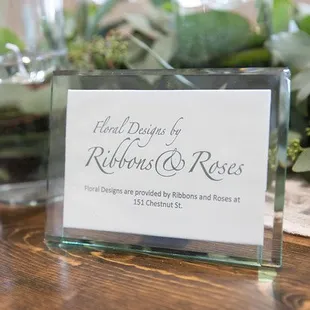 Floral Designs by
Ribbons & Roses
Floral Designs are provided by Ribbons and Roses at
151 Chestnut St.